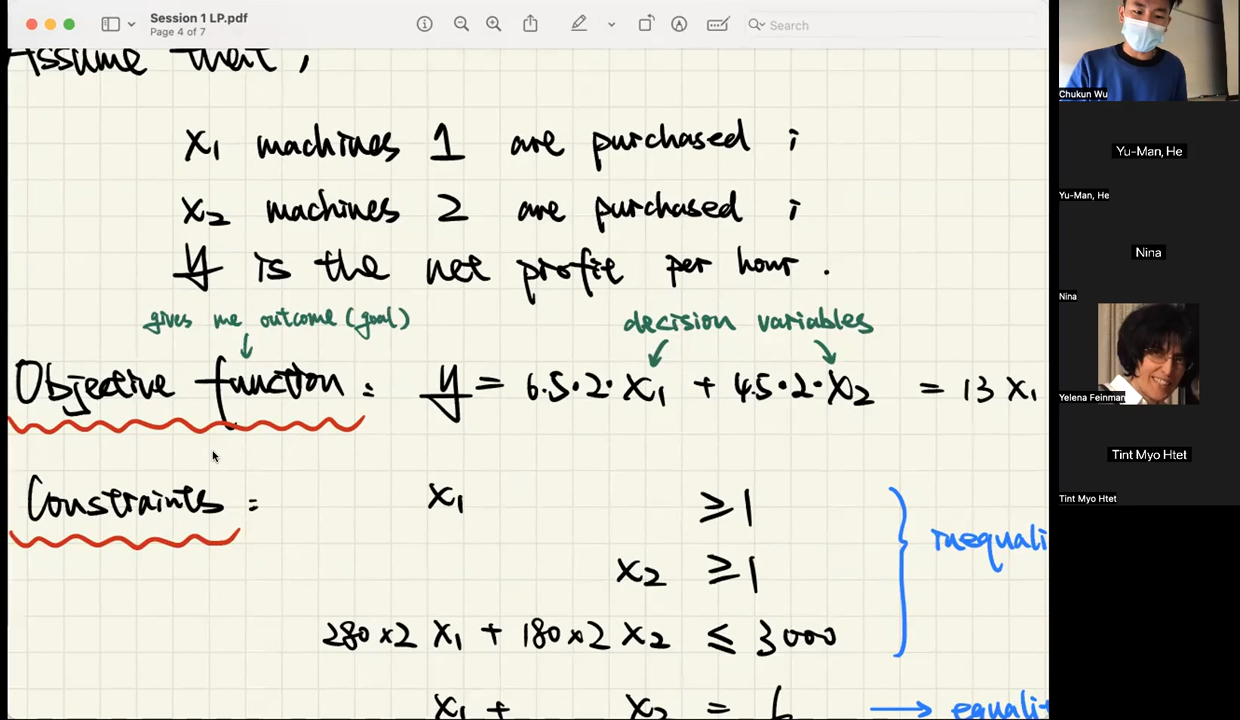 Session 1 LP.pdf
Page 4 of 7
Search
Assume that,
x₁ machines 1 are purchased ;
x₂ machines 2 are purchased ;
y is the net profit per hour .
gives me outcome (goal)
decision variables
Objective function : y = 6.5·2·x₁ + 4.5·2·x₂ = 13 x₁
Constraints :
x₁ ≥ 1
x₂ ≥ 1
inequali
280×2 x₁ + 180×2 x₂ ≤ 3000
x₁ + x₂ = 6 → equalit
Chukun Wu
Yu-Man, He
Yu-Man, He
Nina
Nina
Yelena Feinman
Tint Myo Htet
Tint Myo Htet